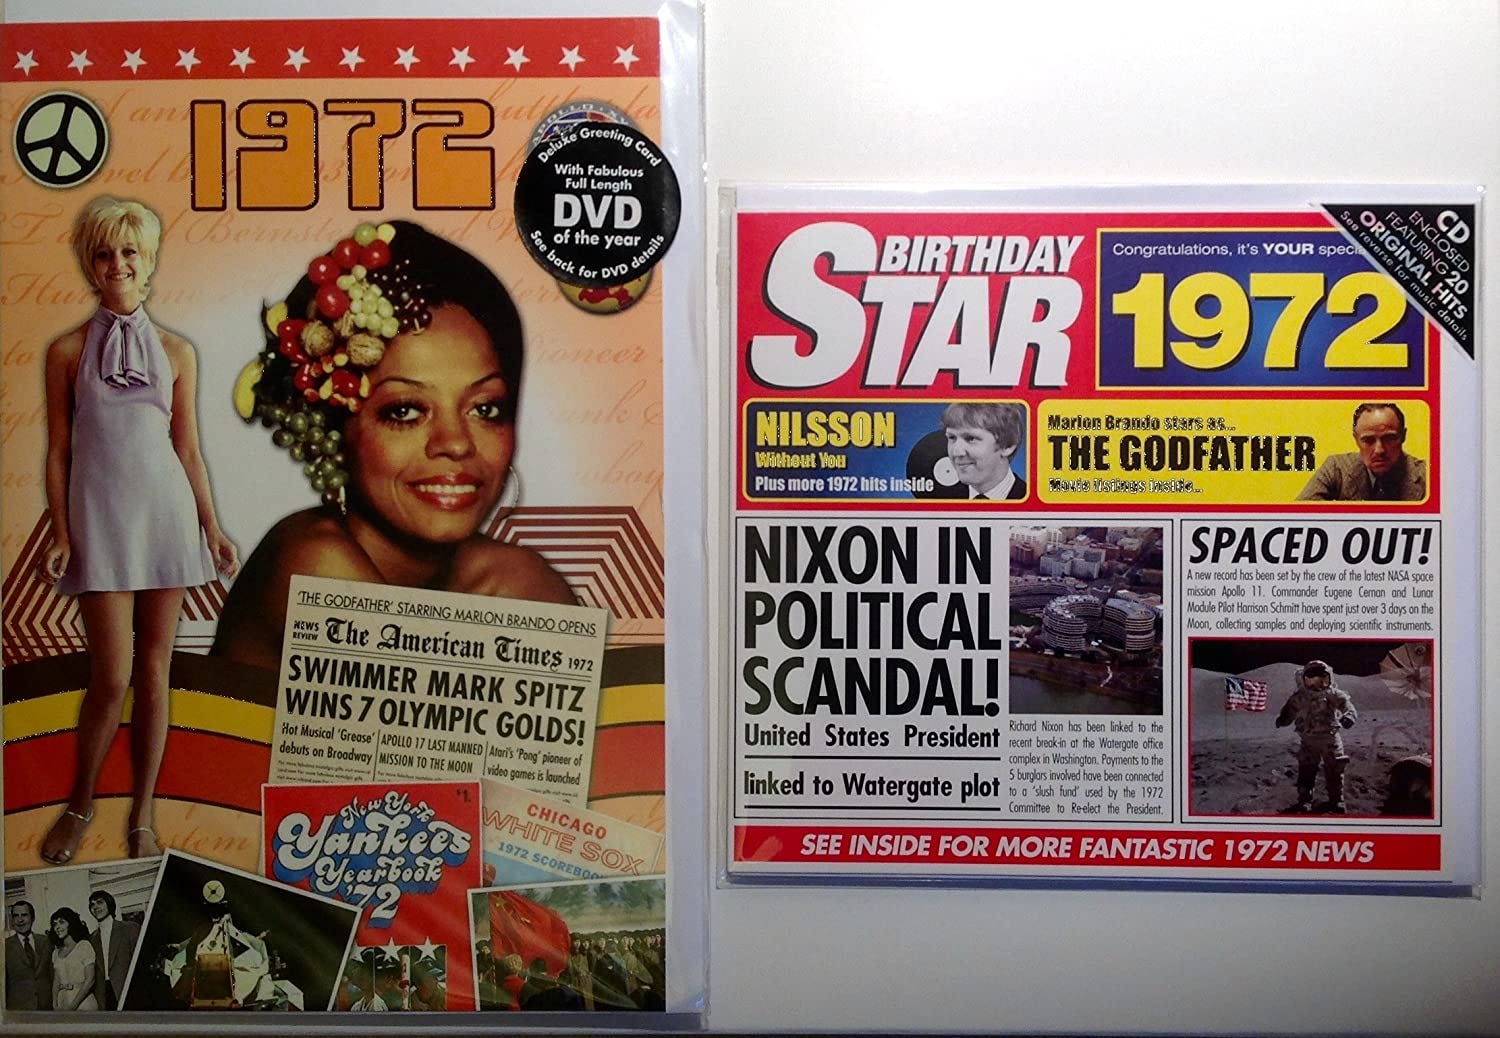 1972
APOLLO XVI
Deluxe Greeting Card
With Fabulous
Full Length
DVD
of the year
See back for DVD details
'THE GODFATHER' STARRING MARLON BRANDO OPENS
NEWS
REVIEW
The American Times 1972
SWIMMER MARK SPITZ
WINS 7 OLYMPIC GOLDS!
Hot Musical 'Grease'
debuts on Broadway
APOLLO 17 LAST MANNED
MISSION TO THE MOON
Atari's 'Pong' pioneer of
video games is launched
New York
$1.
Yankees
Yearbook
'72
CHICAGO
WHITE SOX
1972 SCOREBOOK
BIRTHDAY
STAR
Congratulations, it's YOUR speci
1972
CD
ENCLOSED
FEATURING 20
ORIGINAL HITS
See reverse for music details
NILSSON
Without You
Plus more 1972 hits inside
Marlon Brando stars as...
THE GODFATHER
Movie listings inside...
NIXON IN
POLITICAL
SCANDAL!
United States President
linked to Watergate plot
Richard Nixon has been linked to the
recent break-in at the Watergate office
complex in Washington. Payments to the
5 burglars involved have been connected
to a 'slush fund' used by the 1972
Committee to Re-elect the President.
SPACED OUT!
A new record has been set by the crew of the latest NASA space
mission Apollo 11. Commander Eugene Cernan and Lunar
Module Pilot Harrison Schmitt have spent just over 3 days on the
Moon, collecting samples and deploying scientific instruments.
SEE INSIDE FOR MORE FANTASTIC 1972 NEWS